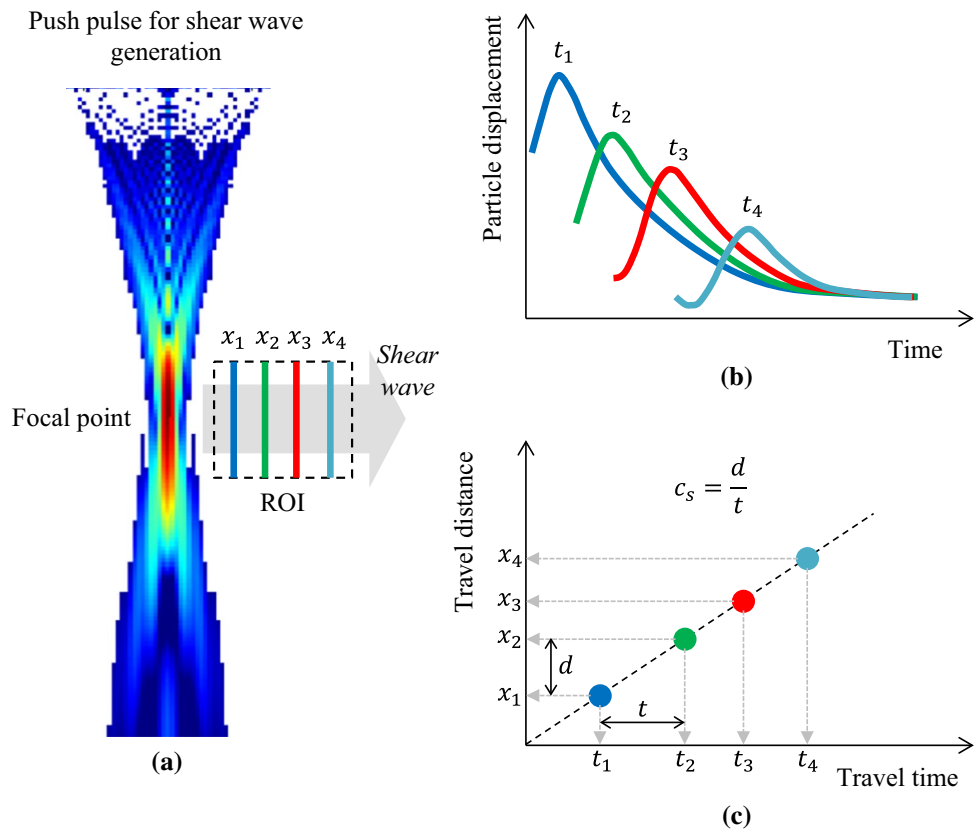 Push pulse for shear wave
generation
x₁ x₂ x₃ x₄
Shear
wave
Focal point
ROI
(a)
Particle displacement
t₁
t₂
t₃
t₄
Time
(b)
Travel distance
c_s = d/t
x₄
x₃
x₂
d
x₁
t
t₁ t₂ t₃ t₄
Travel time
(c)